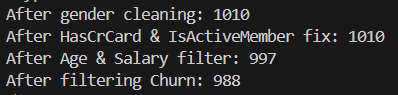 After gender cleaning: 1010
After HasCrCard & IsActiveMember fix: 1010
After Age & Salary filter: 997
After filtering Churn: 988